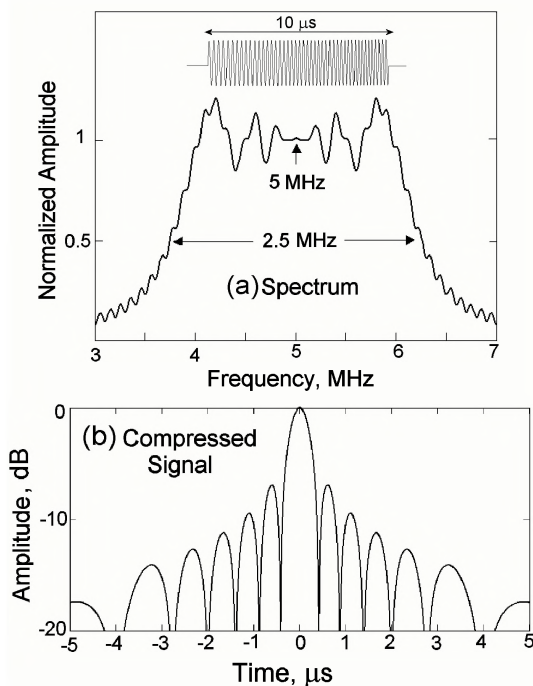 10 μs
Normalized Amplitude
1
0.5
5 MHz
2.5 MHz
(a) Spectrum
3 4 5 6 7
Frequency, MHz
(b) Compressed
Signal
Amplitude, dB
0
-10
-20
-5 -4 -3 -2 -1 0 1 2 3 4 5
Time, μs